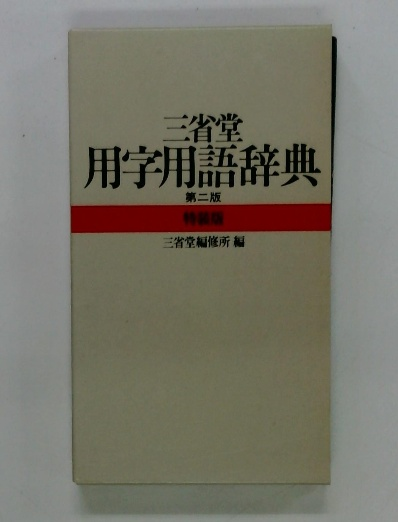 三省堂
用字用語辞典
第二版
特装版
三省堂編修所 編